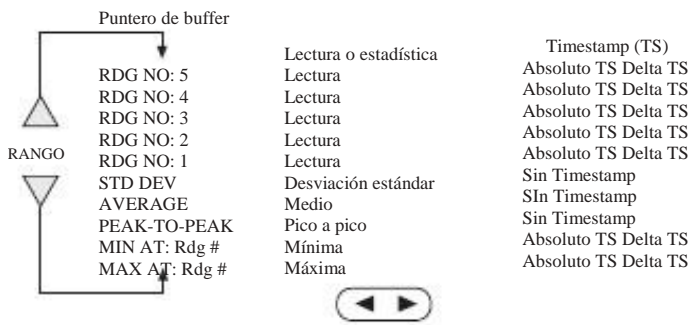 Puntero de buffer
Lectura o estadística Timestamp (TS)
RDG NO: 5 Lectura Absoluto TS Delta TS
RDG NO: 4 Lectura Absoluto TS Delta TS
RDG NO: 3 Lectura Absoluto TS Delta TS
RDG NO: 2 Lectura Absoluto TS Delta TS
RANGO
RDG NO: 1 Lectura Absoluto TS Delta TS
STD DEV Desviación estándar Sin Timestamp
AVERAGE Medio SIn Timestamp
PEAK-TO-PEAK Pico a pico Sin Timestamp
MIN AT: Rdg # Mínima Absoluto TS Delta TS
MAX AT: Rdg # Máxima Absoluto TS Delta TS